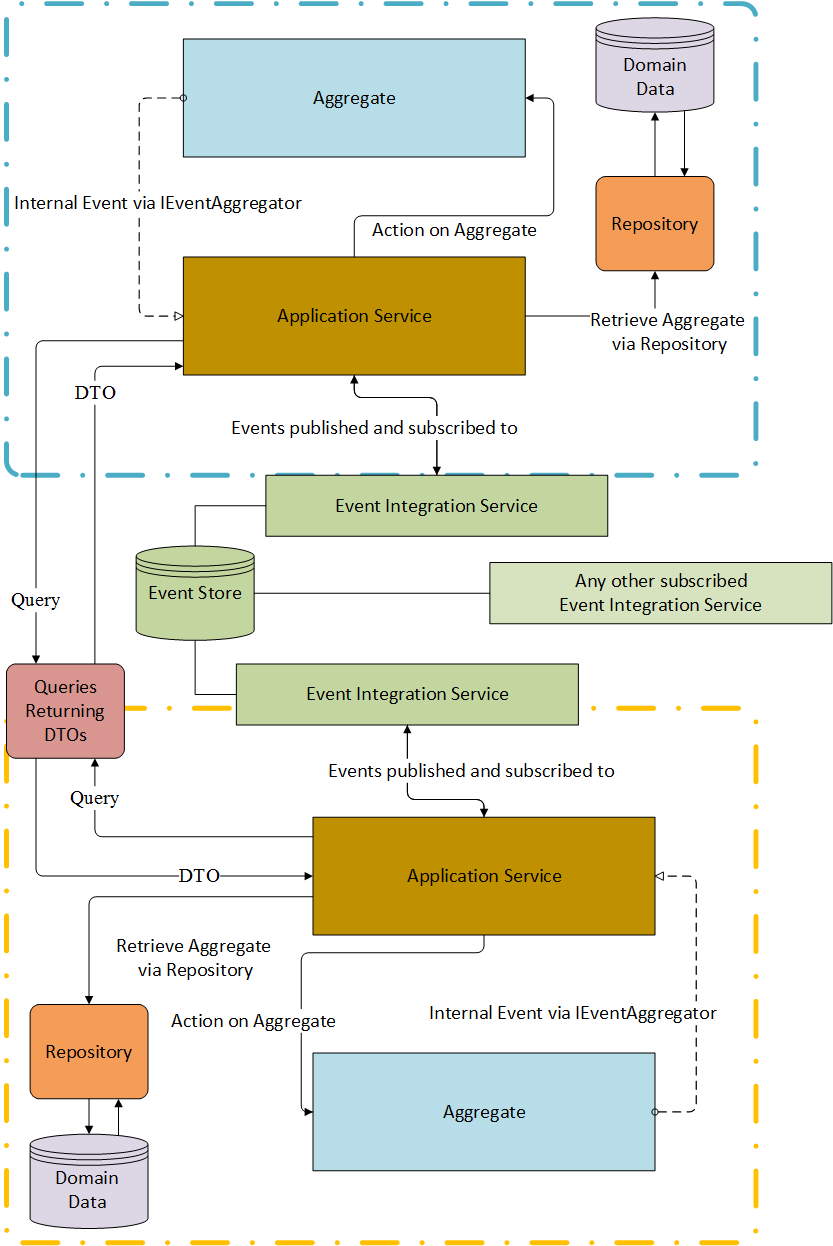 Aggregate
Domain
Data
Internal Event via IEventAggregator
Action on Aggregate
Repository
Application Service
Retrieve Aggregate
via Repository
DTO
Events published and subscribed to
Event Integration Service
Event Store
Any other subscribed
Event Integration Service
Query
Queries
Returning
DTOs
Event Integration Service
Events published and subscribed to
Query
Application Service
DTO
Retrieve Aggregate
via Repository
Action on Aggregate
Internal Event via IEventAggregator
Repository
Aggregate
Domain
Data